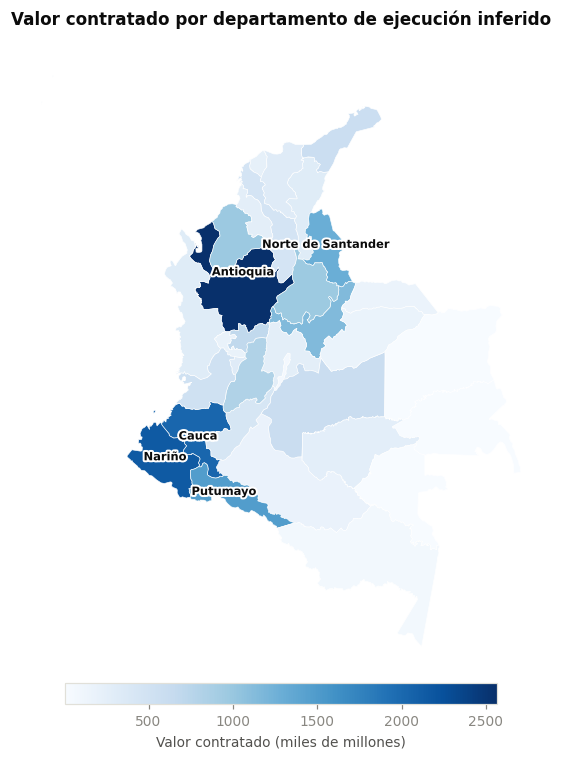 Valor contratado por departamento de ejecución inferido
Norte de Santander
Antioquia
Cauca
Nariño
Putumayo
500 1000 1500 2000 2500
Valor contratado (miles de millones)